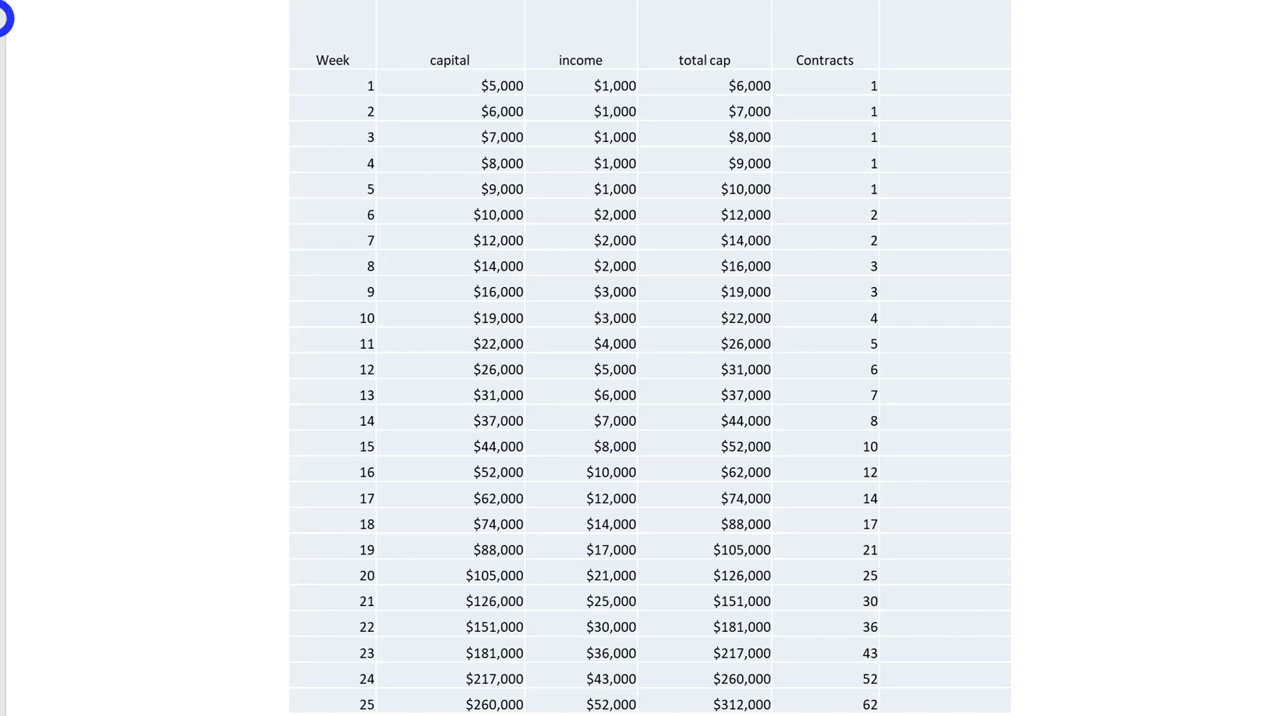 Week capital income total cap Contracts
1 $5,000 $1,000 $6,000 1
2 $6,000 $1,000 $7,000 1
3 $7,000 $1,000 $8,000 1
4 $8,000 $1,000 $9,000 1
5 $9,000 $1,000 $10,000 1
6 $10,000 $2,000 $12,000 2
7 $12,000 $2,000 $14,000 2
8 $14,000 $2,000 $16,000 3
9 $16,000 $3,000 $19,000 3
10 $19,000 $3,000 $22,000 4
11 $22,000 $4,000 $26,000 5
12 $26,000 $5,000 $31,000 6
13 $31,000 $6,000 $37,000 7
14 $37,000 $7,000 $44,000 8
15 $44,000 $8,000 $52,000 10
16 $52,000 $10,000 $62,000 12
17 $62,000 $12,000 $74,000 14
18 $74,000 $14,000 $88,000 17
19 $88,000 $17,000 $105,000 21
20 $105,000 $21,000 $126,000 25
21 $126,000 $25,000 $151,000 30
22 $151,000 $30,000 $181,000 36
23 $181,000 $36,000 $217,000 43
24 $217,000 $43,000 $260,000 52
25 $260,000 $52,000 $312,000 62